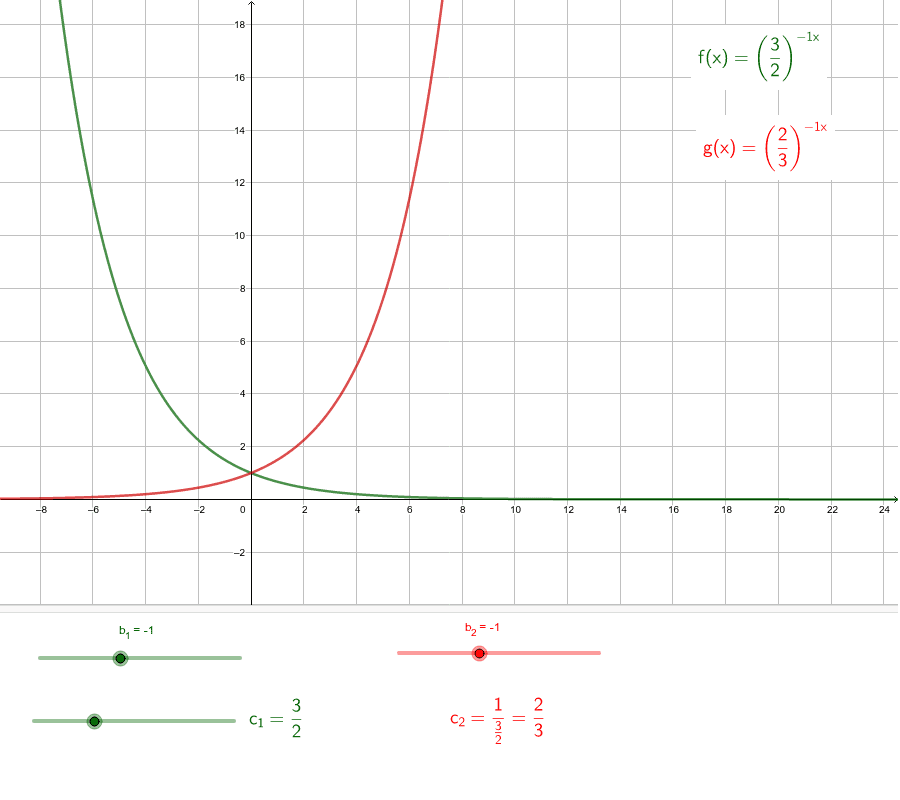 18
16
14
12
10
8
6
4
2
–2
–8 –6 –4 –2 0 2 4 6 8 10 12 14 16 18 20 22 24
f(x) = (3/2)^(−1x)
g(x) = (2/3)^(−1x)
b₁ = -1
b₂ = -1
c₁ = 3/2
c₂ = 1/(3/2) = 2/3